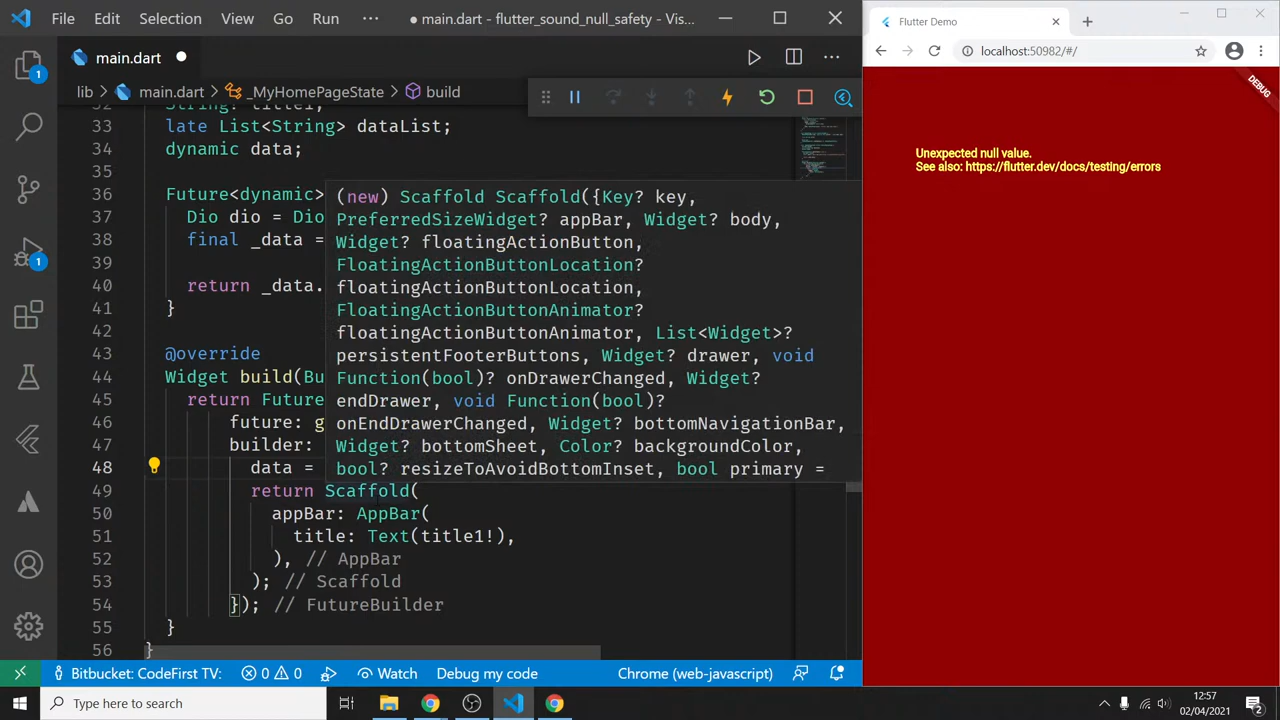 File Edit Selection View Go Run ··· ● main.dart - flutter_sound_null_safety - Vis...
main.dart
lib > main.dart > _MyHomePageState > build
32 String? title1;
33 late List<String> dataList;
34 dynamic data;
35
36 Future<dynamic>
37 Dio dio = Dio
38 final _data =
39
40 return _data.
41 }
42
43 @override
44 Widget build(Bu
45 return Future
46 future: g
47 builder:
48 data =
49 return Scaffold(
50 appBar: AppBar(
51 title: Text(title1!),
52 ), // AppBar
53 ); // Scaffold
54 }); // FutureBuilder
55 }
56 }
(new) Scaffold Scaffold({Key? key,
PreferredSizeWidget? appBar, Widget? body,
Widget? floatingActionButton,
FloatingActionButtonLocation?
floatingActionButtonLocation,
FloatingActionButtonAnimator?
floatingActionButtonAnimator, List<Widget>?
persistentFooterButtons, Widget? drawer, void
Function(bool)? onDrawerChanged, Widget?
endDrawer, void Function(bool)?
onEndDrawerChanged, Widget? bottomNavigationBar,
Widget? bottomSheet, Color? backgroundColor,
bool? resizeToAvoidBottomInset, bool primary =
1
1
Bitbucket: CodeFirst TV: 0 0 Watch Debug my code Chrome (web-javascript)
Flutter Demo
localhost:50982/#/
DEBUG
Unexpected null value.
See also: https://flutter.dev/docs/testing/errors
Type here to search
12:57
02/04/2021
2